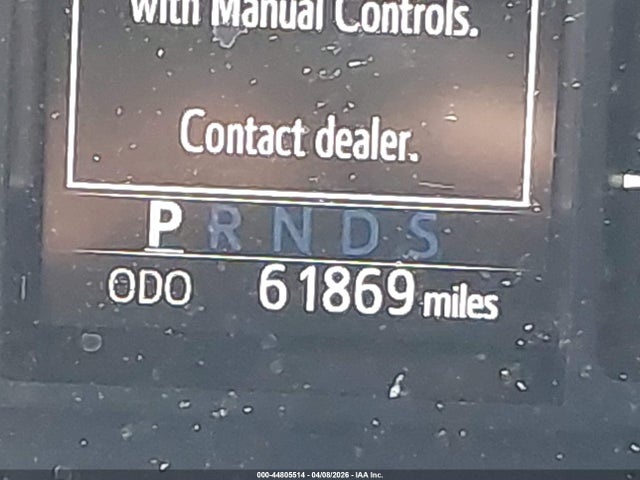 with Manual Controls.
Contact dealer.
P R N D S
ODO 61869 miles
000-44805514 - 04/08/2026 - IAA Inc.